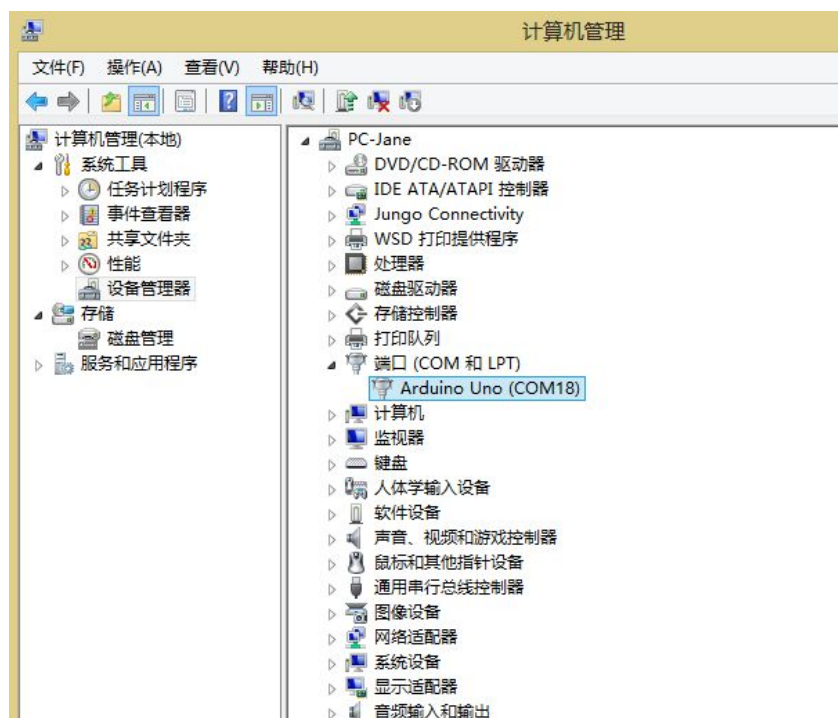 计算机管理
文件(F) 操作(A) 查看(V) 帮助(H)
计算机管理(本地)
系统工具
任务计划程序
事件查看器
共享文件夹
性能
设备管理器
存储
磁盘管理
服务和应用程序
PC-Jane
DVD/CD-ROM 驱动器
IDE ATA/ATAPI 控制器
Jungo Connectivity
WSD 打印提供程序
处理器
磁盘驱动器
存储控制器
打印队列
端口 (COM 和 LPT)
Arduino Uno (COM18)
计算机
监视器
键盘
人体学输入设备
软件设备
声音、视频和游戏控制器
鼠标和其他指针设备
通用串行总线控制器
图像设备
网络适配器
系统设备
显示适配器
音频输入和输出